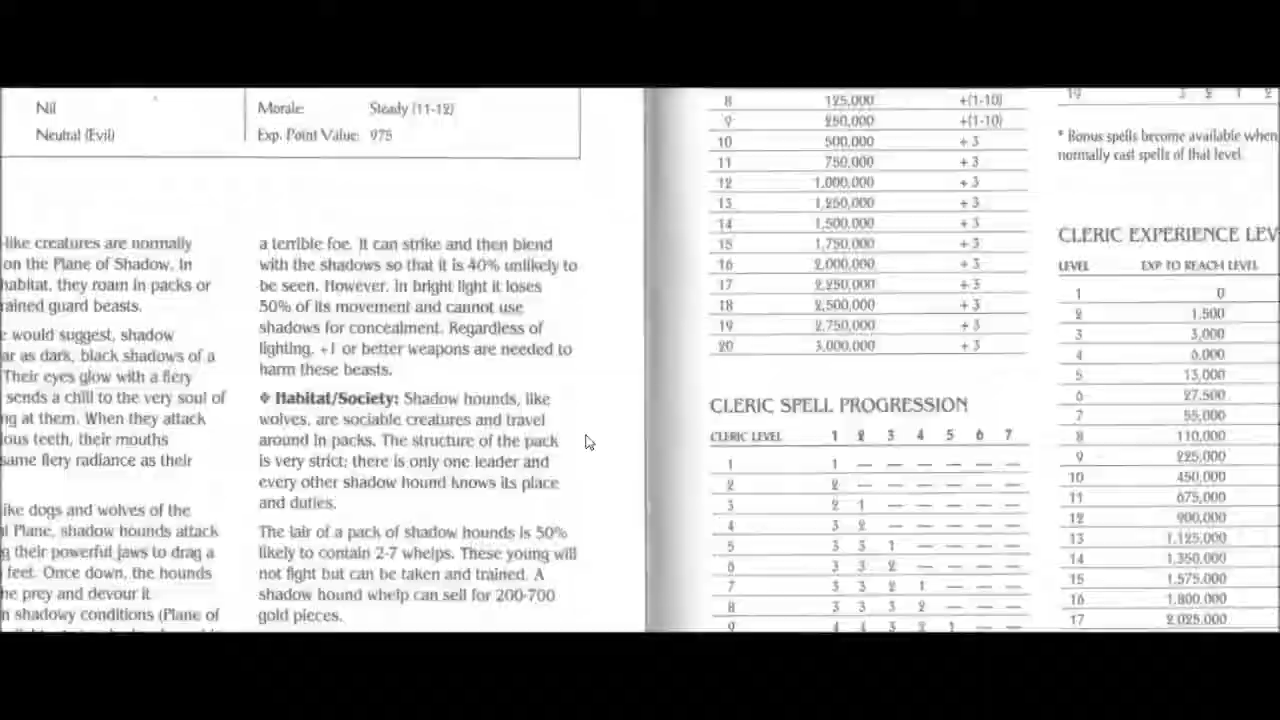 Nil
Neutral (Evil)
Morale: Steady (11-12)
Exp. Point Value: 975
-like creatures are normally
on the Plane of Shadow. In
habitat, they roam in packs or
rained guard beasts.
e would suggest, shadow
ar as dark, black shadows of a
Their eyes glow with a fiery
sends a chill to the very soul of
ng at them. When they attack
ious teeth, their mouths
same fiery radiance as their
ike dogs and wolves of the
l Plane, shadow hounds attack
g their powerful jaws to drag a
feet. Once down, the hounds
he prey and devour it
n shadowy conditions (Plane of
a terrible foe. It can strike and then blend
with the shadows so that it is 40% unlikely to
be seen. However. In bright light it loses
50% of its movement and cannot use
shadows for concealment. Regardless of
lighting, +1 or better weapons are needed to
harm these beasts.
❖ Habitat/Society: Shadow hounds, like
wolves, are sociable creatures and travel
around in packs. The structure of the pack
is very strict; there is only one leader and
every other shadow hound knows its place
and duties.
The lair of a pack of shadow hounds is 50%
likely to contain 2-7 whelps. These young will
not fight but can be taken and trained. A
shadow hound whelp can sell for 200-700
gold pieces.
8 125,000 +(1-10)
9 250,000 +(1-10)
10 500,000 +3
11 750,000 +3
12 1,000,000 +3
13 1,250,000 +3
14 1,500,000 +3
15 1,750,000 +3
16 2,000,000 +3
17 2,250,000 +3
18 2,500,000 +3
19 2,750,000 +3
20 3,000,000 +3
CLERIC SPELL PROGRESSION
CLERIC LEVEL 1 2 3 4 5 6 7
1 1 — — — — — —
2 2 — — — — — —
3 2 1 — — — — —
4 3 2 — — — — —
5 3 3 1 — — — —
6 3 3 2 — — — —
7 3 3 2 1 — — —
8 3 3 3 2 — — —
9 4 4 3 2 1 — —
19 3 2 1 2
* Bonus spells become available when
normally cast spells of that level.
CLERIC EXPERIENCE LEV
LEVEL EXP TO REACH LEVEL
1 0
2 1,500
3 3,000
4 6,000
5 13,000
6 27,500
7 55,000
8 110,000
9 225,000
10 450,000
11 675,000
12 900,000
13 1,125,000
14 1,350,000
15 1,575,000
16 1,800,000
17 2,025,000